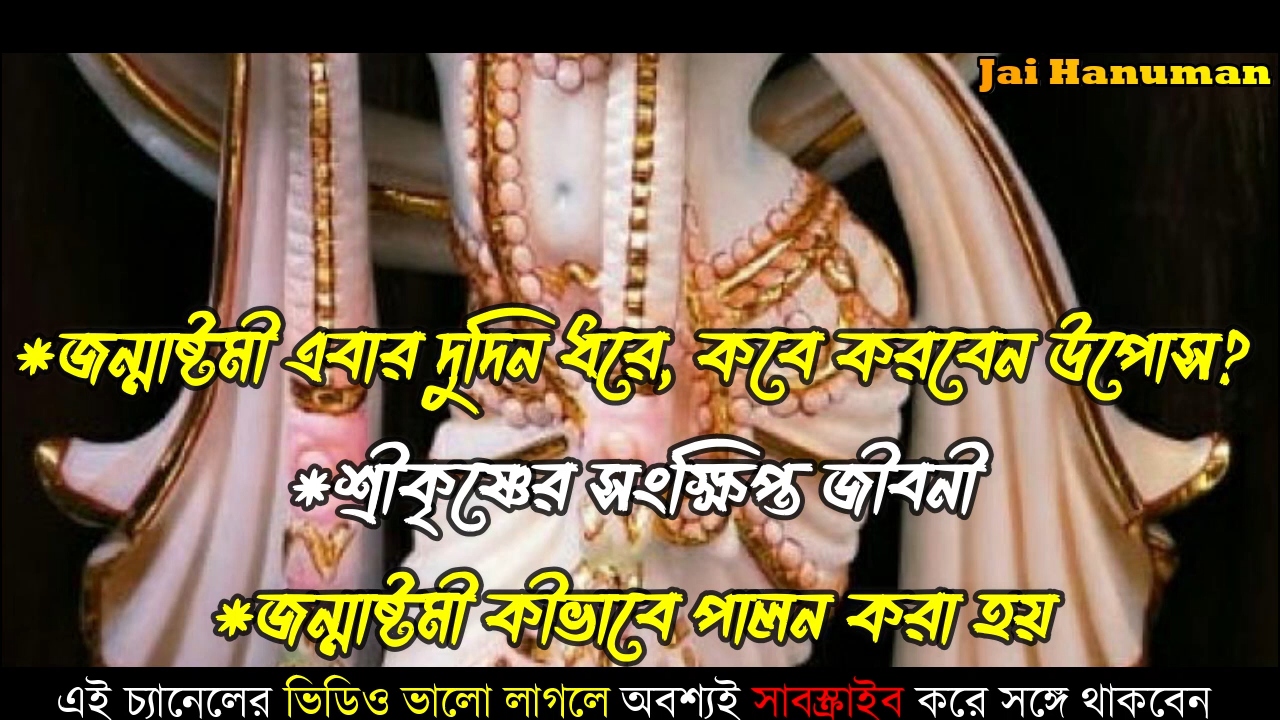 Jai Hanuman
*জন্মাষ্টমী এবার দুদিন ধরে, কবে করবেন উপোস?
*শ্রীকৃষ্ণের সংক্ষিপ্ত জীবনী
*জন্মাষ্টমী কীভাবে পালন করা হয়
এই চ্যানেলের ভিডিও ভালো লাগলে অবশ্যই সাবস্ক্রাইব করে সঙ্গে থাকবেন